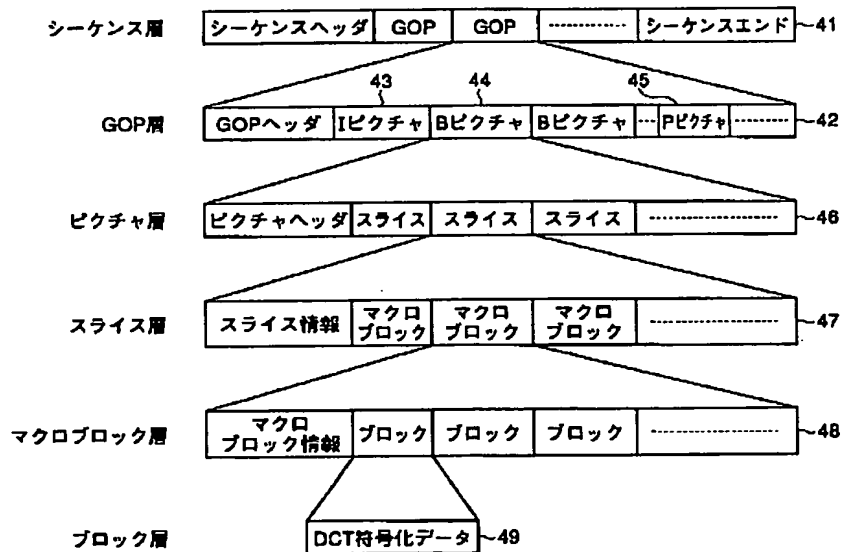 シーケンス層 シーケンスヘッダ GOP GOP シーケンスエンド 41
43 44 45
GOP層 GOPヘッダ Iピクチャ Bピクチャ Bピクチャ Pピクチャ 42
ピクチャ層 ピクチャヘッダ スライス スライス スライス 46
スライス層 スライス情報 マクロ マクロ マクロ 47
ブロック ブロック ブロック
マクロブロック層 マクロ ブロック ブロック ブロック 48
ブロック情報
ブロック層 DCT符号化データ 49